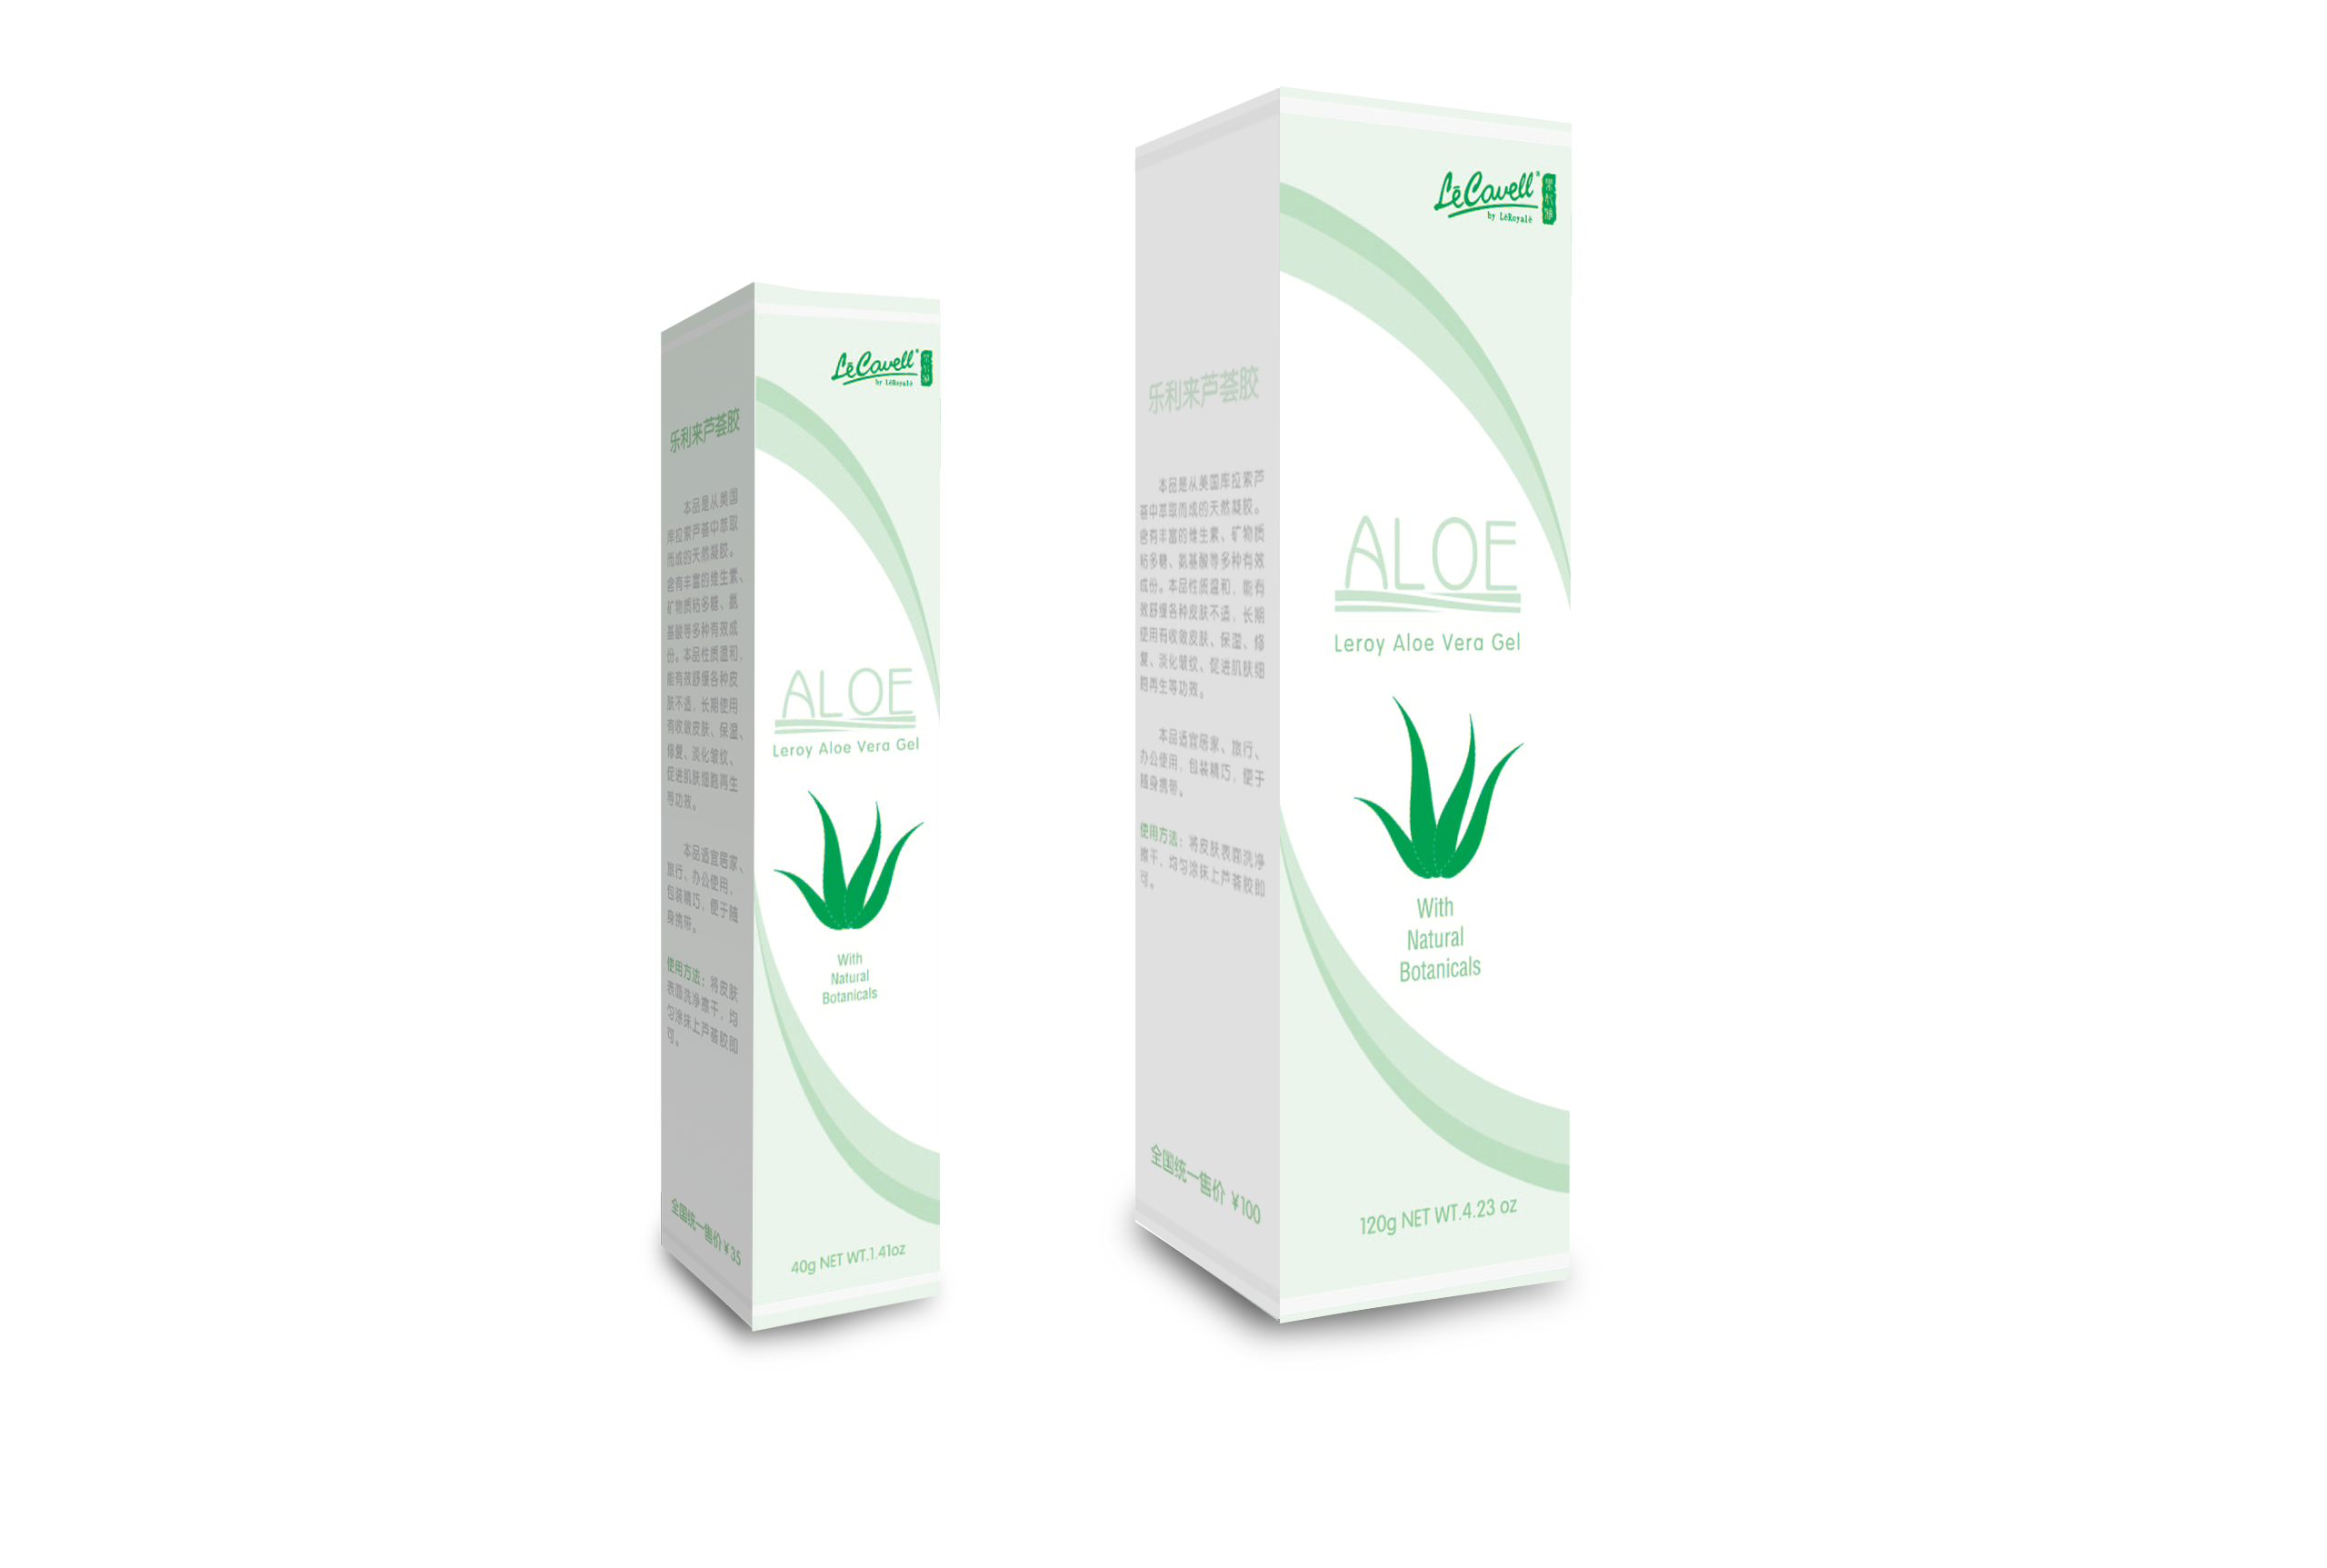 LēCavell®
by LēRoyalē
乐利来芦荟胶
本品是从美国
库拉索芦荟中萃取
而成的天然凝胶。
含有丰富的维生素、
矿物质粘多糖、氨
基酸等多种有效成
份。本品性质温和，
能有效舒缓各种皮
肤不适，长期使用
有收敛皮肤、保湿、
修复、淡化皱纹、
促进肌肤细胞再生
等功效。
本品适宜居家、
旅行、办公使用，
包装精巧，便于随
身携带。
使用方法：将皮肤
表面洗净擦干，均
匀涂抹上芦荟胶即
可。
全国统一售价¥35
ALOE
Leroy Aloe Vera Gel
With
Natural
Botanicals
40g NET WT.1.41oz
LēCavell®
by LēRoyalē
乐利来芦荟胶
本品是从美国库拉索芦
荟中萃取而成的天然凝胶。
含有丰富的维生素、矿物质
粘多糖、氨基酸等多种有效
成份。本品性质温和，能有
效舒缓各种皮肤不适，长期
使用有收敛皮肤、保湿、修
复、淡化皱纹、促进肌肤细
胞再生等功效。
本品适宜居家、旅行、
办公使用，包装精巧，便于
随身携带。
使用方法：将皮肤表面洗净
擦干，均匀涂抹上芦荟胶即
可。
全国统一售价 ¥100
ALOE
Leroy Aloe Vera Gel
With
Natural
Botanicals
120g NET WT.4.23 oz